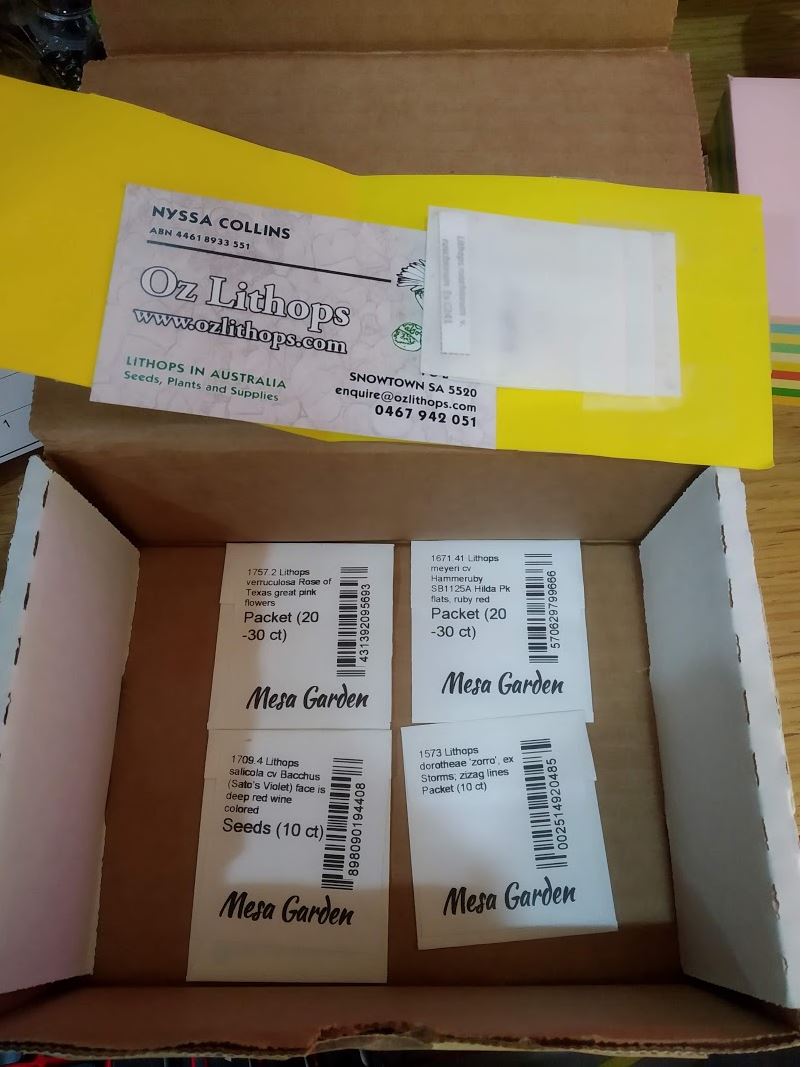 NYSSA COLLINS
ABN 4461 8933 551
Oz Lithops
www.ozlithops.com
LITHOPS IN AUSTRALIA
Seeds, Plants and Supplies
SNOWTOWN SA 5520
enquire@ozlithops.com
0467 942 051
Lithops
1757.2 Lithops
verruculosa Rose of
Texas great pink
flowers
Packet (20
-30 ct)
431392095693
Mesa Garden
1671.41 Lithops
meyeri cv
Hammeruby
SB1125A Hilda Pk
flats, ruby red
Packet (20
-30 ct)
570629799666
Mesa Garden
1709.4 Lithops
salicola cv Bacchus
(Sato's Violet) face is
deep red wine
colored
Seeds (10 ct)
898090194408
Mesa Garden
1573 Lithops
dorotheae 'zorro', ex
Storms; zizag lines
Packet (10 ct)
002514920485
Mesa Garden
1